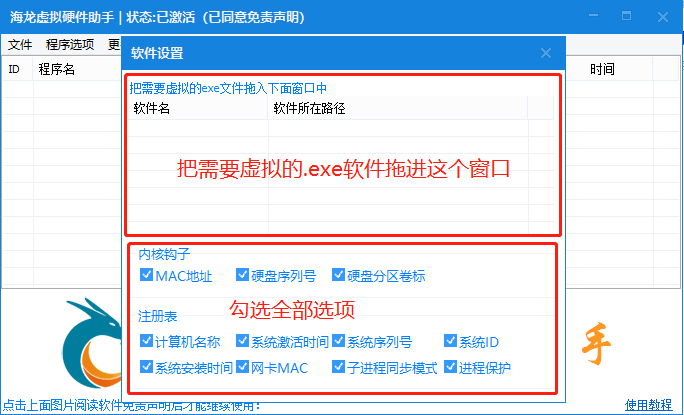 海龙虚拟硬件助手 | 状态:已激活（已同意免责声明）
文件 程序选项 更
软件设置
ID 程序名 时间
把需要虚拟的exe文件拖入下面窗口中
软件名 软件所在路径
把需要虚拟的.exe软件拖进这个窗口
内核钩子
MAC地址 硬盘序列号 硬盘分区卷标
勾选全部选项
注册表
计算机名称 系统激活时间 系统序列号 系统ID
系统安装时间 网卡MAC 子进程同步模式 进程保护
手
点击上面图片阅读软件免责声明后才能继续使用： 使用教程